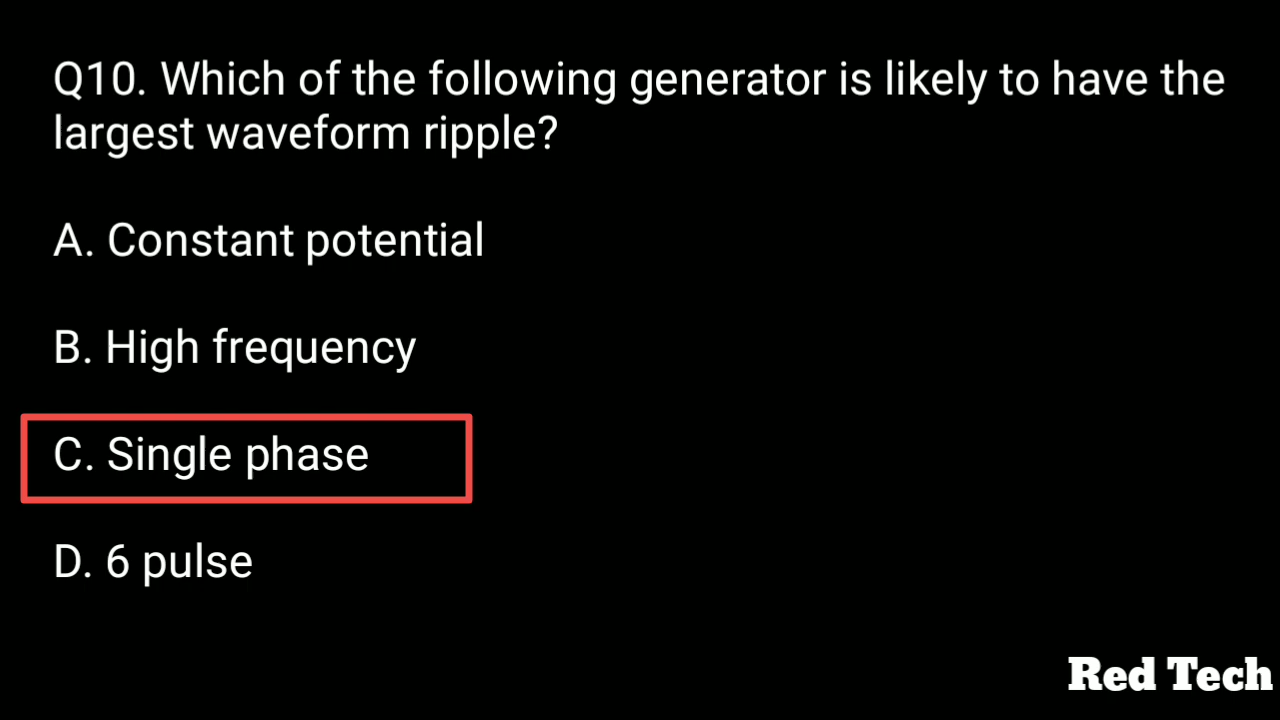 Q10. Which of the following generator is likely to have the
largest waveform ripple?
A. Constant potential
B. High frequency
C. Single phase
D. 6 pulse
Red Tech